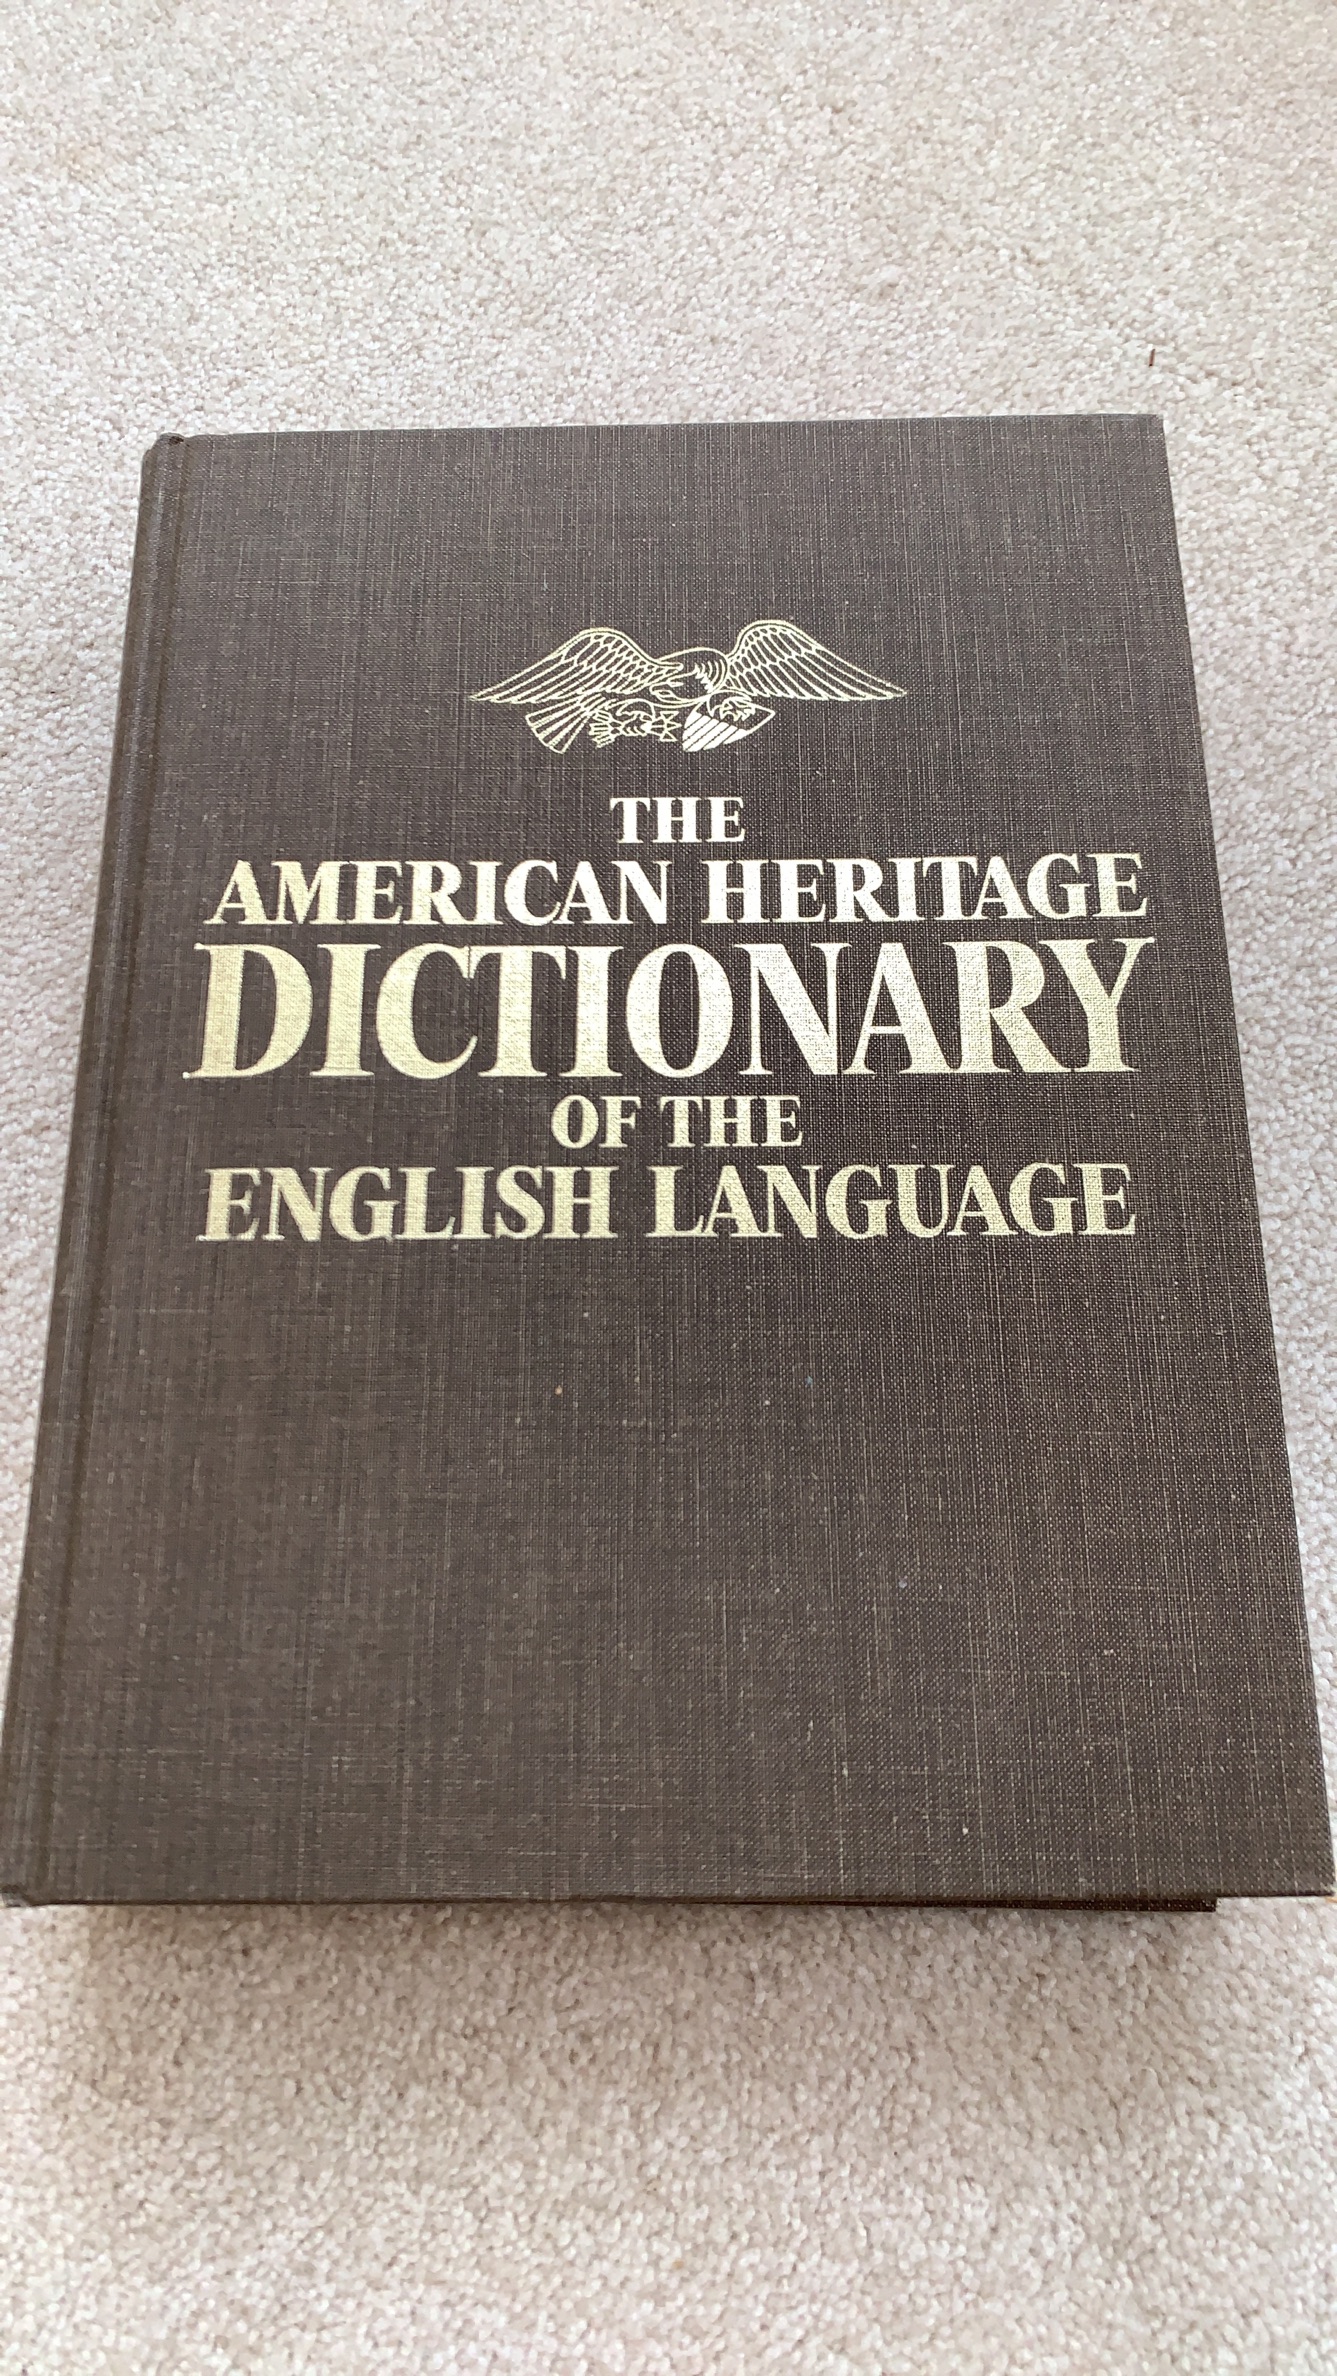 THE
AMERICAN HERITAGE
DICTIONARY
OF THE
ENGLISH LANGUAGE